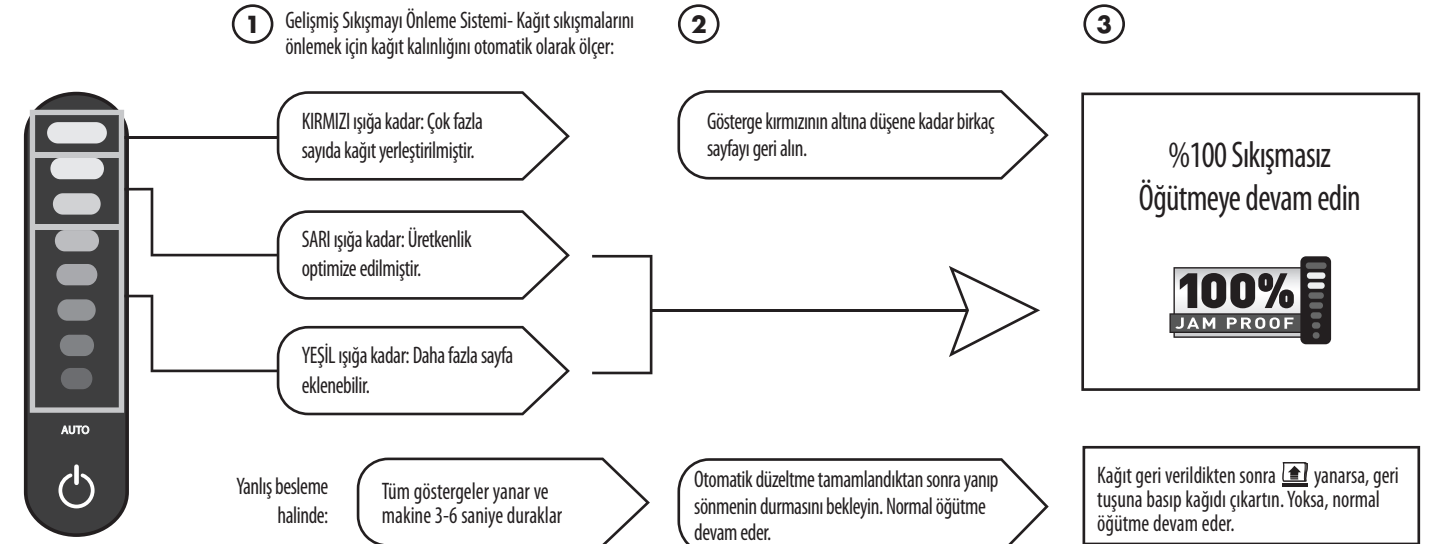 1
Gelişmiş Sıkışmayı Önleme Sistemi- Kağıt sıkışmalarını
önlemek için kağıt kalınlığını otomatik olarak ölçer:
2
3
KIRMIZI ışığa kadar: Çok fazla
sayıda kağıt yerleştirilmiştir.
Gösterge kırmızının altına düşene kadar birkaç
sayfayı geri alın.
%100 Sıkışmasız
Öğütmeye devam edin
100%
JAM PROOF
SARI ışığa kadar: Üretkenlik
optimize edilmiştir.
YEŞİL ışığa kadar: Daha fazla sayfa
eklenebilir.
AUTO
Yanlış besleme
halinde:
Tüm göstergeler yanar ve
makine 3-6 saniye duraklar
Otomatik düzeltme tamamlandıktan sonra yanıp
sönmenin durmasını bekleyin. Normal öğütme
devam eder.
Kağıt geri verildikten sonra yanarsa, geri
tuşuna basıp kağıdı çıkartın. Yoksa, normal
öğütme devam eder.